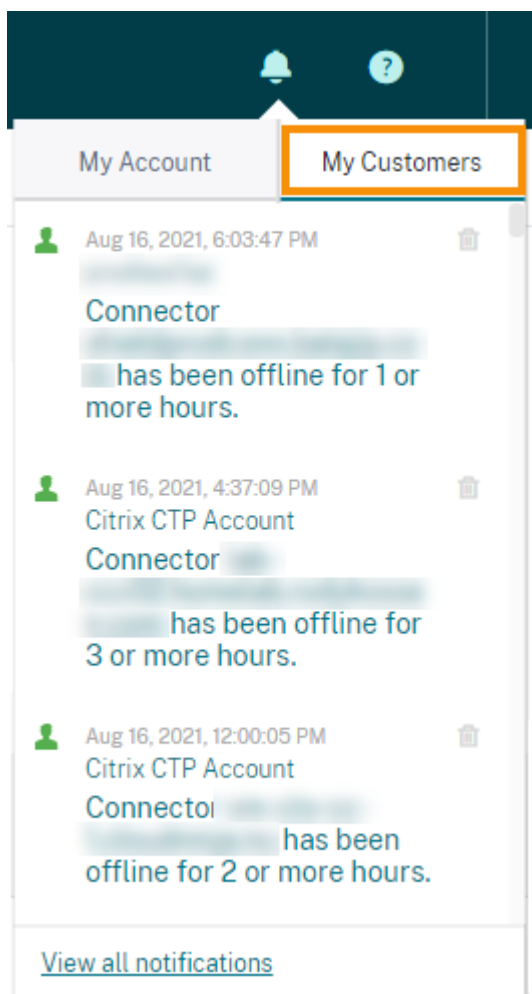 ?
My Account
My Customers
Aug 16, 2021, 6:03:47 PM
Connector
has been offline for 1 or
more hours.
Aug 16, 2021, 4:37:09 PM
Citrix CTP Account
Connector
has been offline for
3 or more hours.
Aug 16, 2021, 12:00:05 PM
Citrix CTP Account
Connector
has been
offline for 2 or more hours.
View all notifications